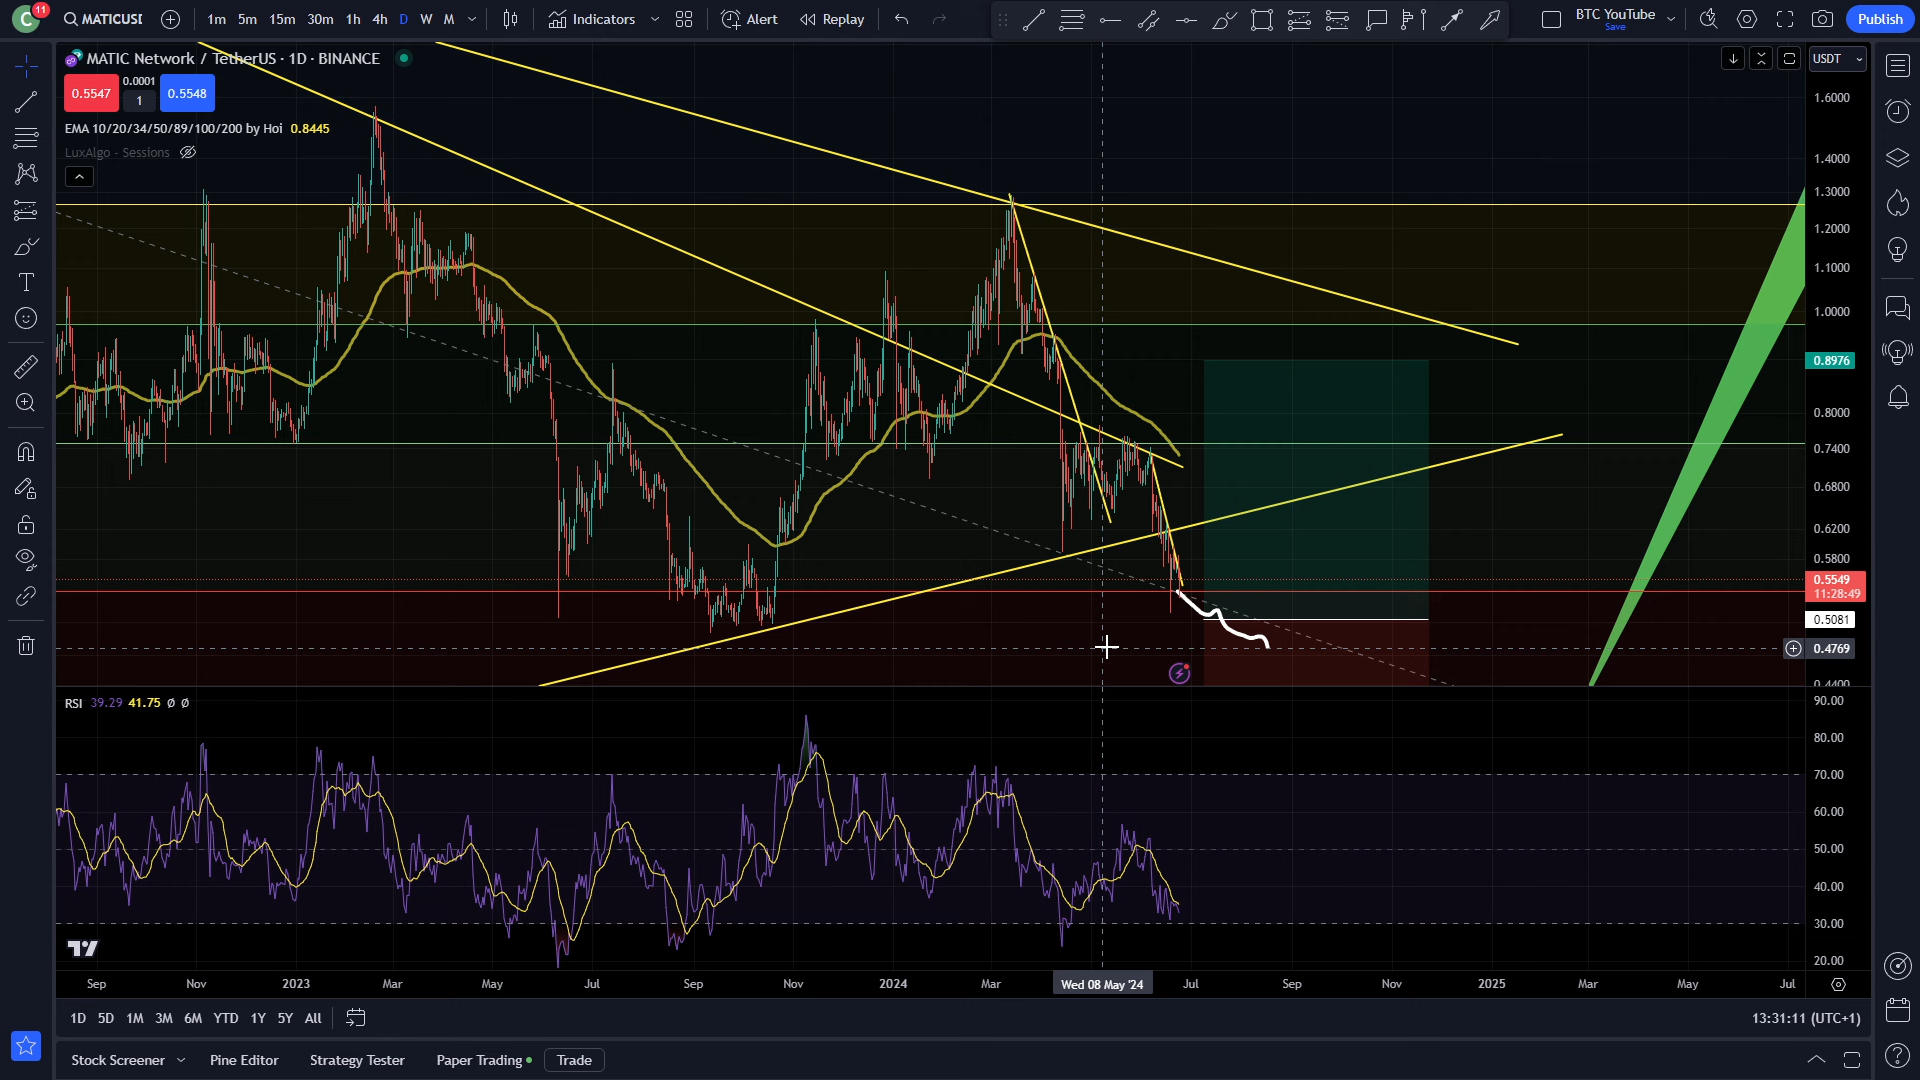 C 11 MATICUSI 1m 5m 15m 30m 1h 4h D W M Indicators Alert Replay BTC YouTube Publish
Save
MATIC Network / TetherUS · 1D · BINANCE USDT
0.5547 0.0001 0.5548
1
EMA 10/20/34/50/89/100/200 by Hoi 0.8445
LuxAlgo - Sessions
1.6000
1.4000
1.3000
1.2000
1.1000
1.0000
0.8976
0.8000
0.7400
0.6800
0.6200
0.5800
0.5549
11:28:49
0.5081
0.4769
0.4400
RSI 39.29 41.75 Ø Ø
90.00
80.00
70.00
60.00
50.00
40.00
30.00
20.00
Sep Nov 2023 Mar May Jul Sep Nov 2024 Mar Wed 08 May '24 Jul Sep Nov 2025 Mar May Jul
1D 5D 1M 3M 6M YTD 1Y 5Y All 13:31:11 (UTC+1)
Stock Screener Pine Editor Strategy Tester Paper Trading Trade